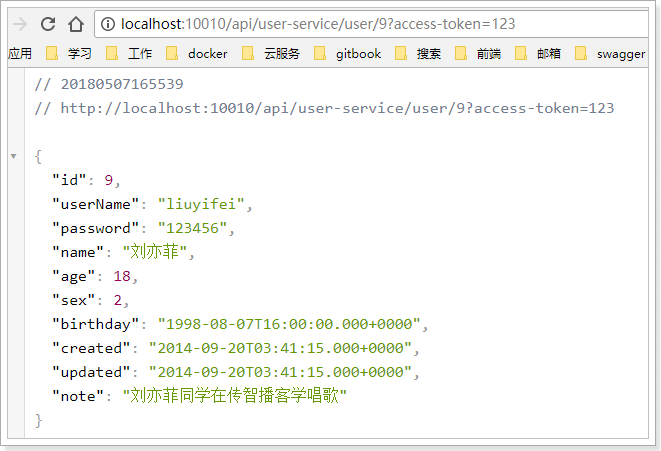 localhost:10010/api/user-service/user/9?access-token=123
应用 学习 工作 docker 云服务 gitbook 搜索 前端 邮箱 swagger
// 20180507165539
// http://localhost:10010/api/user-service/user/9?access-token=123
{
"id": 9,
"userName": "liuyifei",
"password": "123456",
"name": "刘亦菲",
"age": 18,
"sex": 2,
"birthday": "1998-08-07T16:00:00.000+0000",
"created": "2014-09-20T03:41:15.000+0000",
"updated": "2014-09-20T03:41:15.000+0000",
"note": "刘亦菲同学在传智播客学唱歌"
}